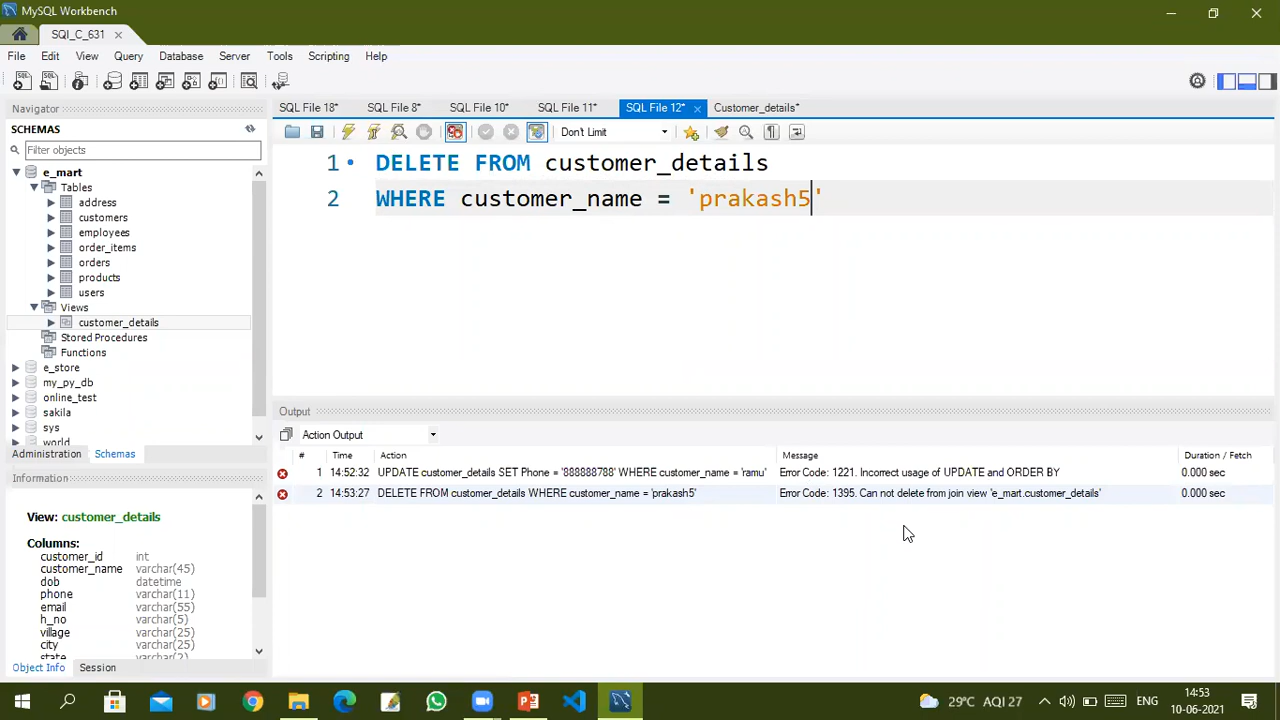 MySQL Workbench
SQl_C_631
File Edit View Query Database Server Tools Scripting Help
Navigator
SCHEMAS
Filter objects
e_mart
Tables
address
customers
employees
order_items
orders
products
users
Views
customer_details
Stored Procedures
Functions
e_store
my_py_db
online_test
sakila
sys
world
Administration Schemas
Information
View: customer_details
Columns:
customer_id int
customer_name varchar(45)
dob datetime
phone varchar(11)
email varchar(55)
h_no varchar(5)
village varchar(25)
city varchar(25)
state varchar(2)
Object Info Session
SQL File 18* SQL File 8* SQL File 10* SQL File 11* SQL File 12* Customer_details*
Don't Limit
1 DELETE FROM customer_details
2 WHERE customer_name = 'prakash5'
Output
Action Output
# Time Action Message Duration / Fetch
1 14:52:32 UPDATE customer_details SET Phone = '888888788' WHERE customer_name = 'ramu' Error Code: 1221. Incorrect usage of UPDATE and ORDER BY 0.000 sec
2 14:53:27 DELETE FROM customer_details WHERE customer_name = 'prakash5' Error Code: 1395. Can not delete from join view 'e_mart.customer_details' 0.000 sec
29°C AQI 27
ENG
14:53
10-06-2021